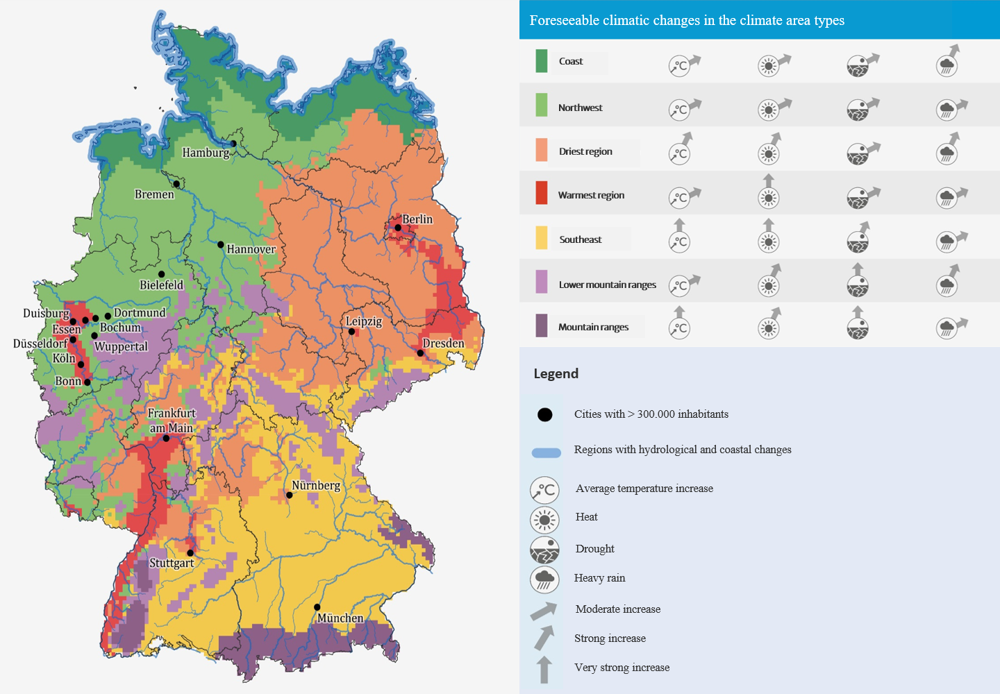 Foreseeable climatic changes in the climate area types
Coast
°C
Northwest
°C
Driest region
°C
Warmest region
°C
Southeast
°C
Lower mountain ranges
°C
Mountain ranges
°C
Hamburg
Bremen
Berlin
Hannover
Bielefeld
Duisburg
Dortmund
Essen
Bochum
Leipzig
Düsseldorf
Wuppertal
Dresden
Köln
Bonn
Frankfurt
am Main
Nürnberg
Stuttgart
München
Legend
Cities with > 300.000 inhabitants
Regions with hydrological and coastal changes
°C
Average temperature increase
Heat
Drought
Heavy rain
Moderate increase
Strong increase
Very strong increase